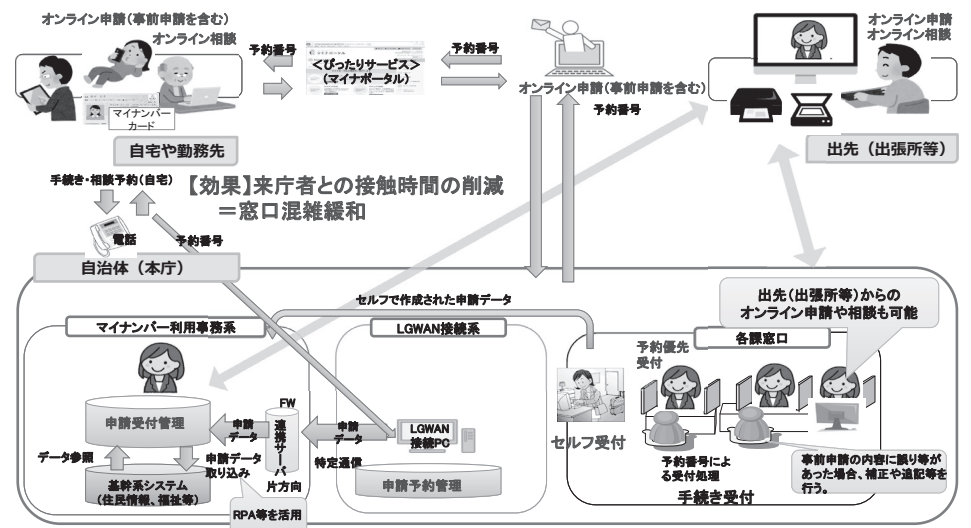 オンライン申請（事前申請を含む）
オンライン相談
マイナンバー
カード
自宅や勤務先
予約番号
＜ぴったりサービス＞
（マイナポータル）
予約番号
オンライン申請（事前申請を含む）
予約番号
オンライン申請
オンライン相談
出先（出張所等）
手続き・相談予約（自宅）
電話
予約番号
【効果】来庁者との接触時間の削減
＝窓口混雑緩和
自治体（本庁）
セルフで作成された申請データ
出先（出張所等）からの
オンライン申請や相談も可能
マイナンバー利用事務系
申請受付管理
データ参照
申請データ
取り込み
基幹系システム
（住民情報、福祉等）
RPA等を活用
申請
データ
FW
連携サーバ
片方向
申請
データ
特定通信
LGWAN接続系
LGWAN
接続PC
申請予約管理
各課窓口
予約優先
受付
セルフ受付
予約番号によ
る受付処理
手続き受付
事前申請の内容に誤り等が
あった場合、補正や追記等を
行う。